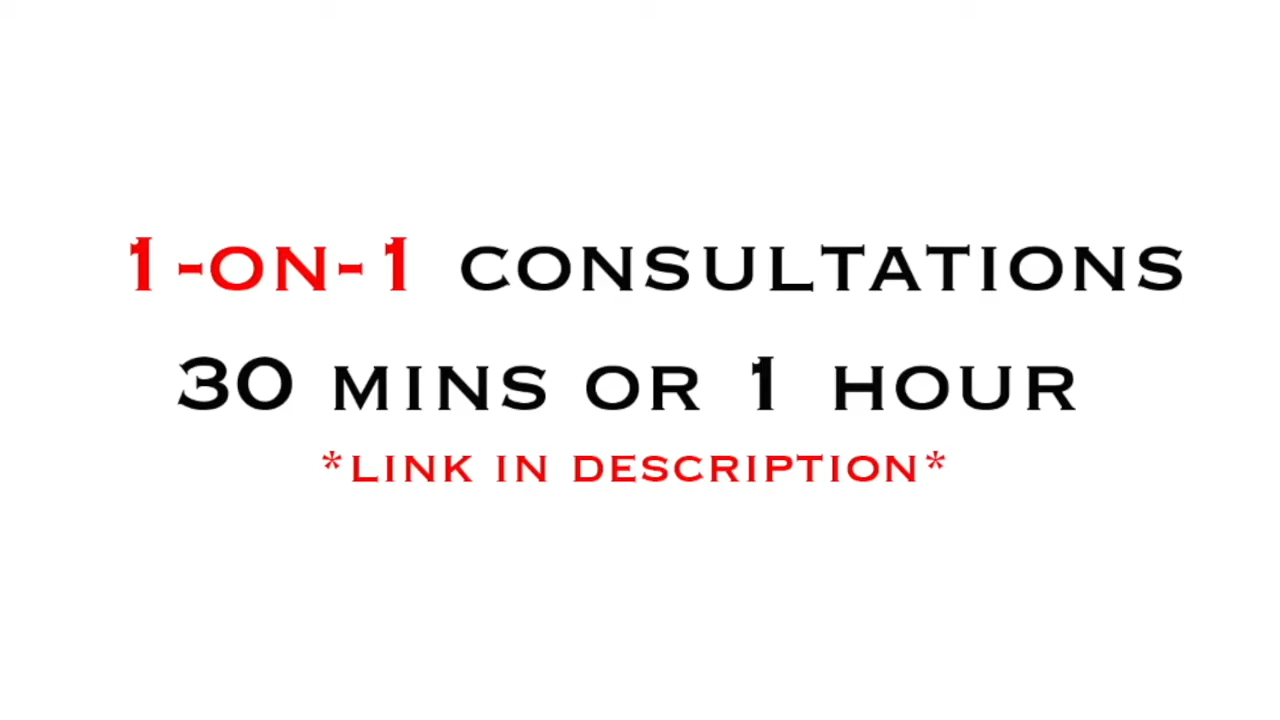 1-ON-1 CONSULTATIONS
30 MINS OR 1 HOUR
*LINK IN DESCRIPTION*